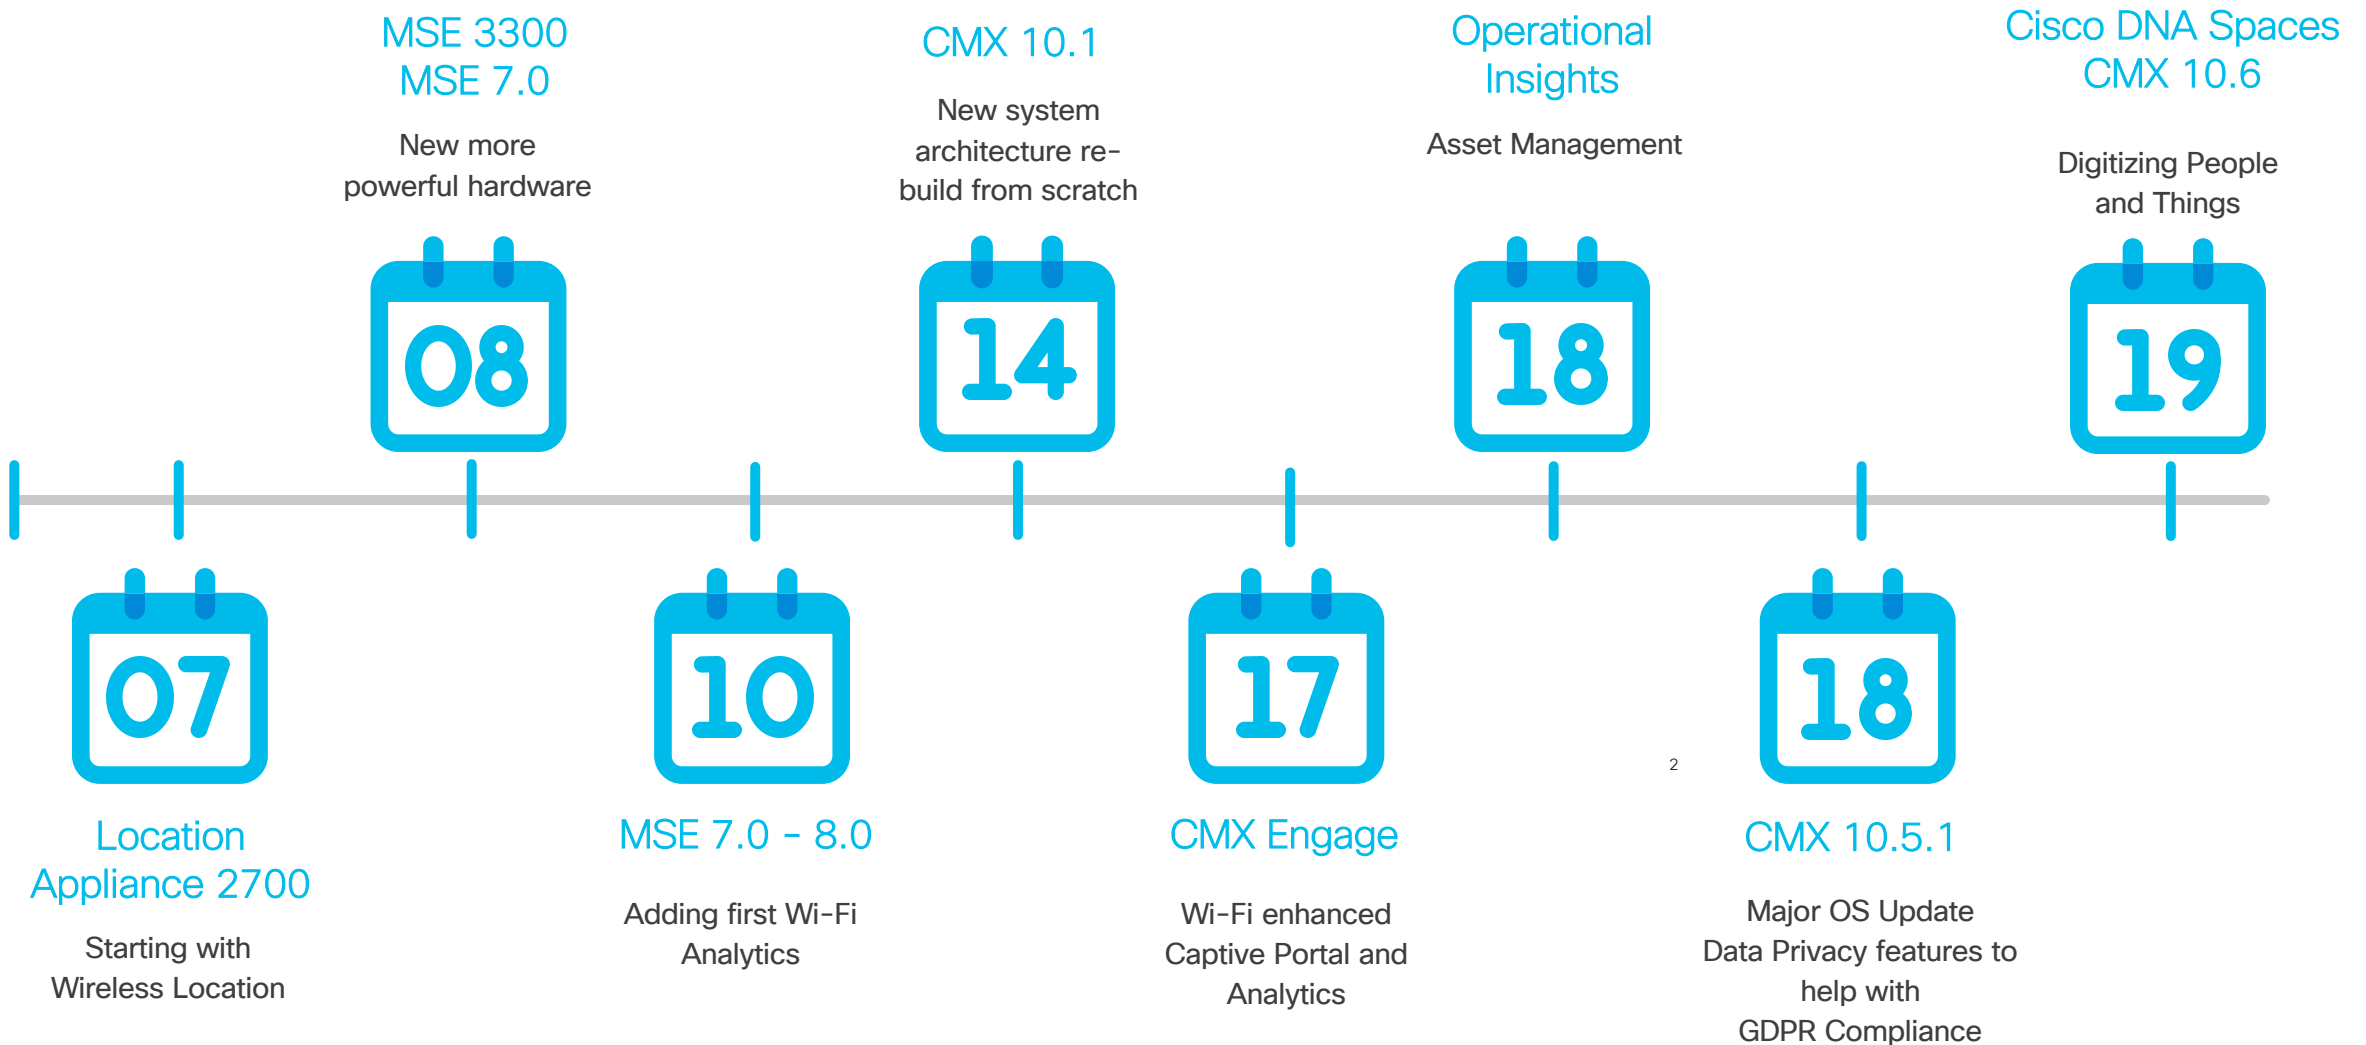 MSE 3300
MSE 7.0
New more
powerful hardware
08
CMX 10.1
New system
architecture re-
build from scratch
14
Operational
Insights
Asset Management
18
Cisco DNA Spaces
CMX 10.6
Digitizing People
and Things
19
07
Location
Appliance 2700
Starting with
Wireless Location
10
MSE 7.0 - 8.0
Adding first Wi-Fi
Analytics
17
CMX Engage
Wi-Fi enhanced
Captive Portal and
Analytics
2
18
CMX 10.5.1
Major OS Update
Data Privacy features to
help with
GDPR Compliance